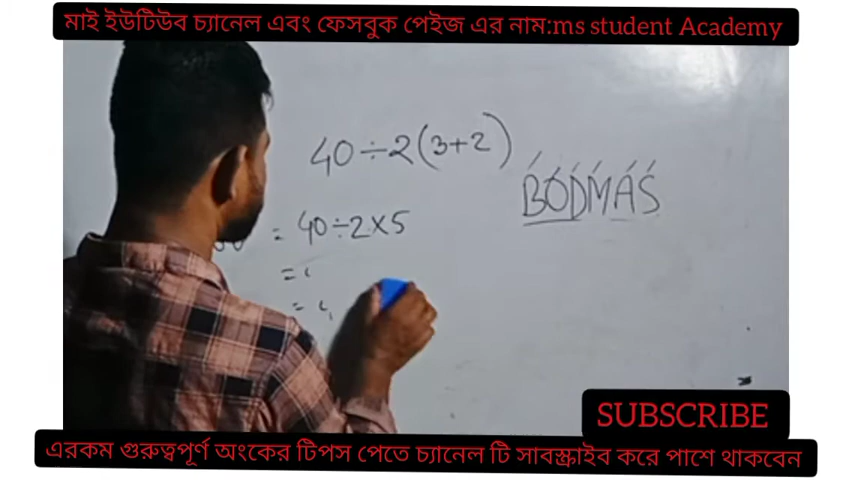 মাই ইউটিউব চ্যানেল এবং ফেসবুক পেইজ এর নাম:ms student Academy
40÷2(3+2)
BODMAS
= 40÷2×5
=
=
SUBSCRIBE
এরকম গুরুত্বপূর্ণ অংকের টিপস পেতে চ্যানেল টি সাবস্ক্রাইব করে পাশে থাকবেন